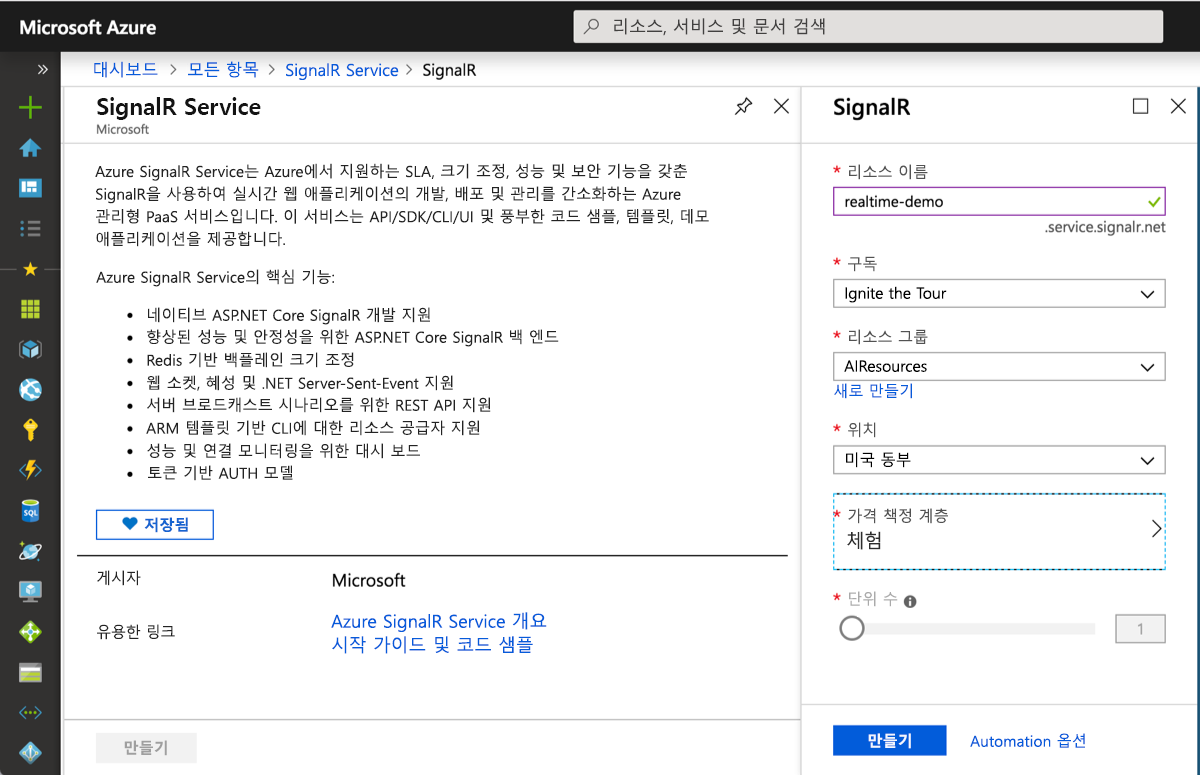 Microsoft Azure
리소스, 서비스 및 문서 검색
대시보드 > 모든 항목 > SignalR Service > SignalR
SignalR Service
Microsoft
Azure SignalR Service는 Azure에서 지원하는 SLA, 크기 조정, 성능 및 보안 기능을 갖춘
SignalR을 사용하여 실시간 웹 애플리케이션의 개발, 배포 및 관리를 간소화하는 Azure
관리형 PaaS 서비스입니다. 이 서비스는 API/SDK/CLI/UI 및 풍부한 코드 샘플, 템플릿, 데모
애플리케이션을 제공합니다.
Azure SignalR Service의 핵심 기능:
• 네이티브 ASP.NET Core SignalR 개발 지원
• 향상된 성능 및 안정성을 위한 ASP.NET Core SignalR 백 엔드
• Redis 기반 백플레인 크기 조정
• 웹 소켓, 혜성 및 .NET Server-Sent-Event 지원
• 서버 브로드캐스트 시나리오를 위한 REST API 지원
• ARM 템플릿 기반 CLI에 대한 리소스 공급자 지원
• 성능 및 연결 모니터링을 위한 대시 보드
• 토큰 기반 AUTH 모델
저장됨
게시자
Microsoft
유용한 링크
Azure SignalR Service 개요
시작 가이드 및 코드 샘플
만들기
SignalR
* 리소스 이름
realtime-demo
.service.signalr.net
* 구독
Ignite the Tour
* 리소스 그룹
AIResources
새로 만들기
* 위치
미국 동부
* 가격 책정 계층
체험
* 단위 수
1
만들기
Automation 옵션
SQL